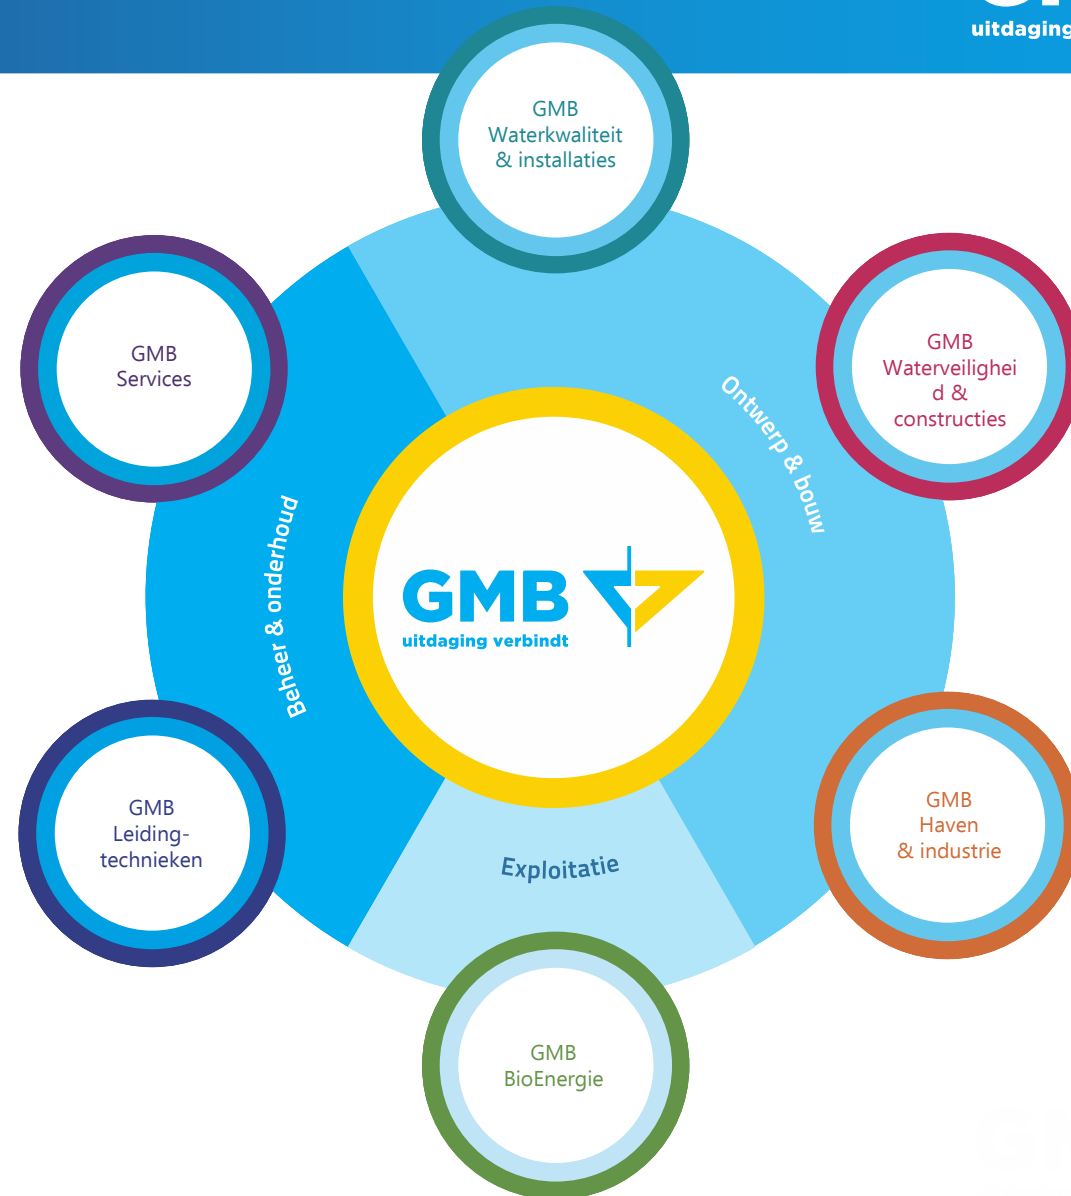 uitdaging
GMB
Waterkwaliteit
& installaties
GMB
Services
GMB
Waterveilighei
d &
constructies
Ontwerp & bouw
Beheer & onderhoud
GMB
uitdaging verbindt
GMB
Leiding-
technieken
GMB
Haven
& industrie
Exploitatie
GMB
BioEnergie